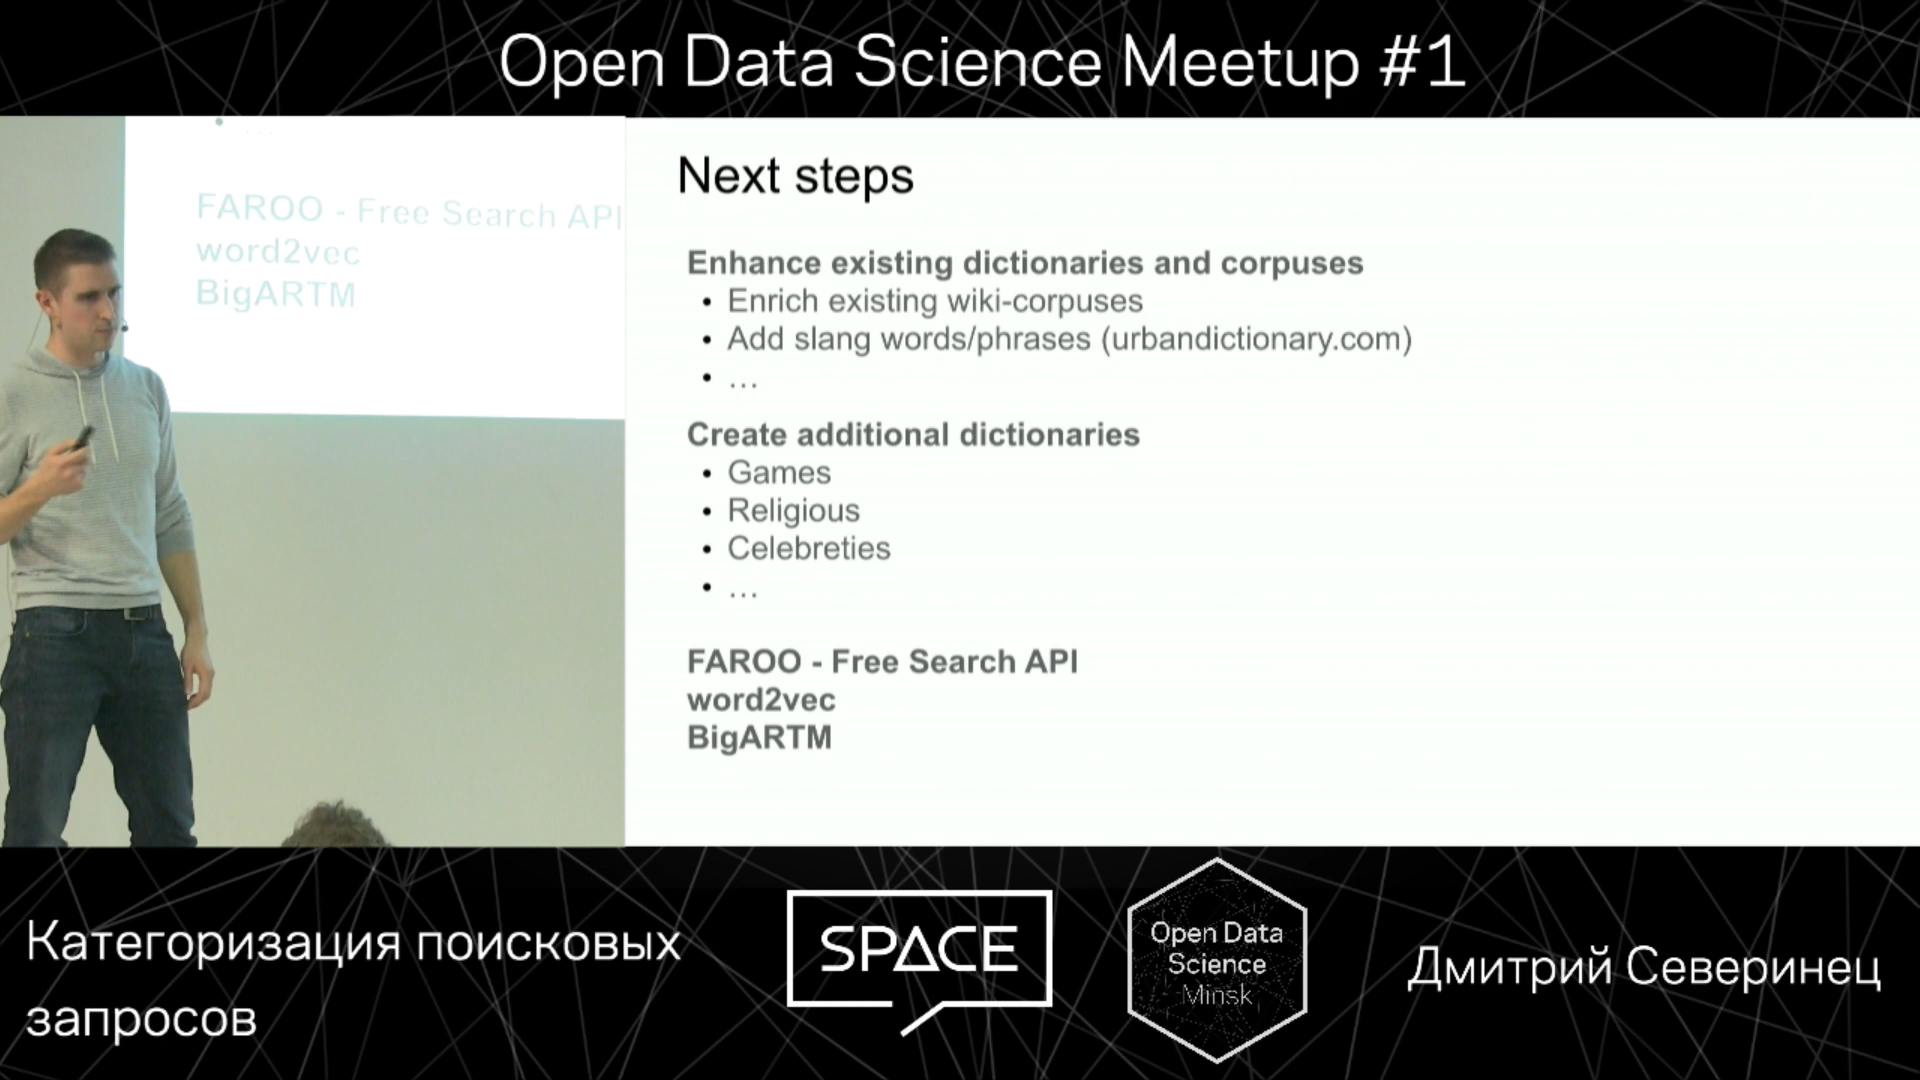 Open Data Science Meetup #1
...
FAROO - Free Search API
word2vec
BigARTM
Next steps
Enhance existing dictionaries and corpuses
• Enrich existing wiki-corpuses
• Add slang words/phrases (urbandictionary.com)
• ...
Create additional dictionaries
• Games
• Religious
• Celebreties
• ...
FAROO - Free Search API
word2vec
BigARTM
Категоризация поисковых
запросов
SPACE
Open Data
Science
Minsk
Дмитрий Северинец